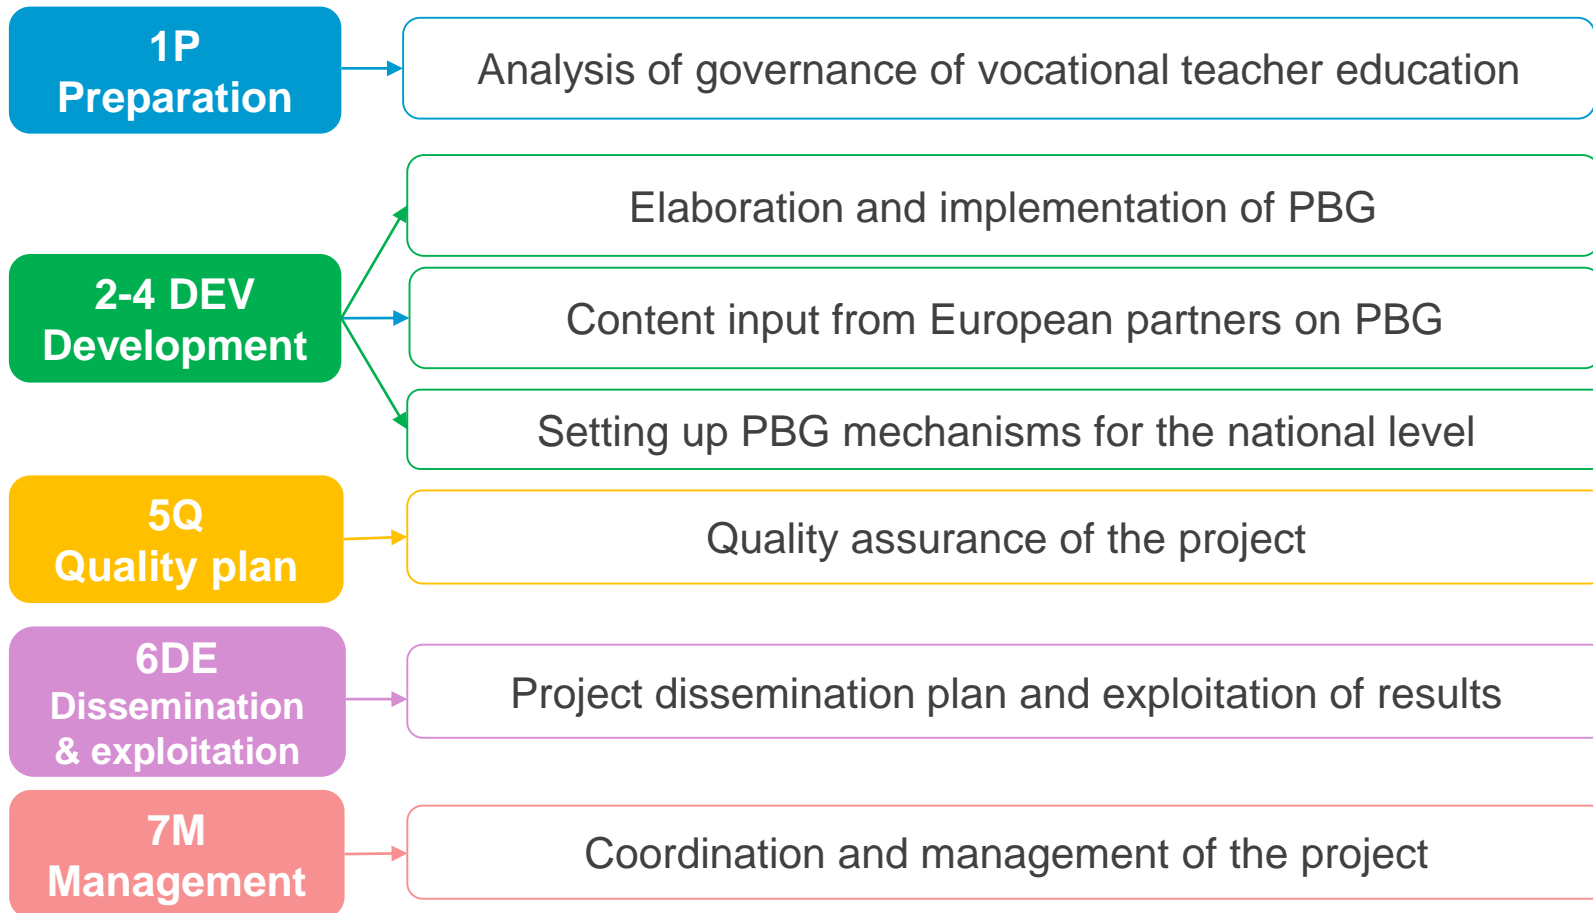 1P
Preparation
Analysis of governance of vocational teacher education
Elaboration and implementation of PBG
2-4 DEV
Development
Content input from European partners on PBG
Setting up PBG mechanisms for the national level
5Q
Quality plan
Quality assurance of the project
6DE
Dissemination
& exploitation
Project dissemination plan and exploitation of results
7M
Management
Coordination and management of the project